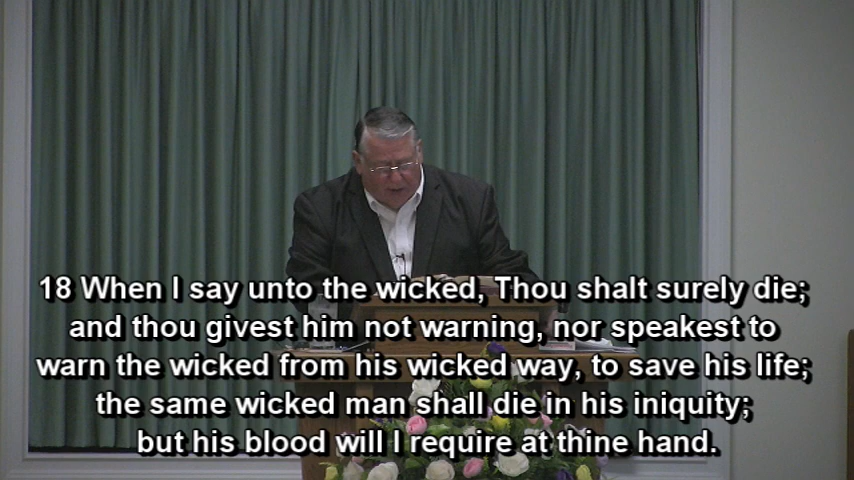 18 When I say unto the wicked, Thou shalt surely die;
and thou givest him not warning, nor speakest to
warn the wicked from his wicked way, to save his life;
the same wicked man shall die in his iniquity;
but his blood will I require at thine hand.